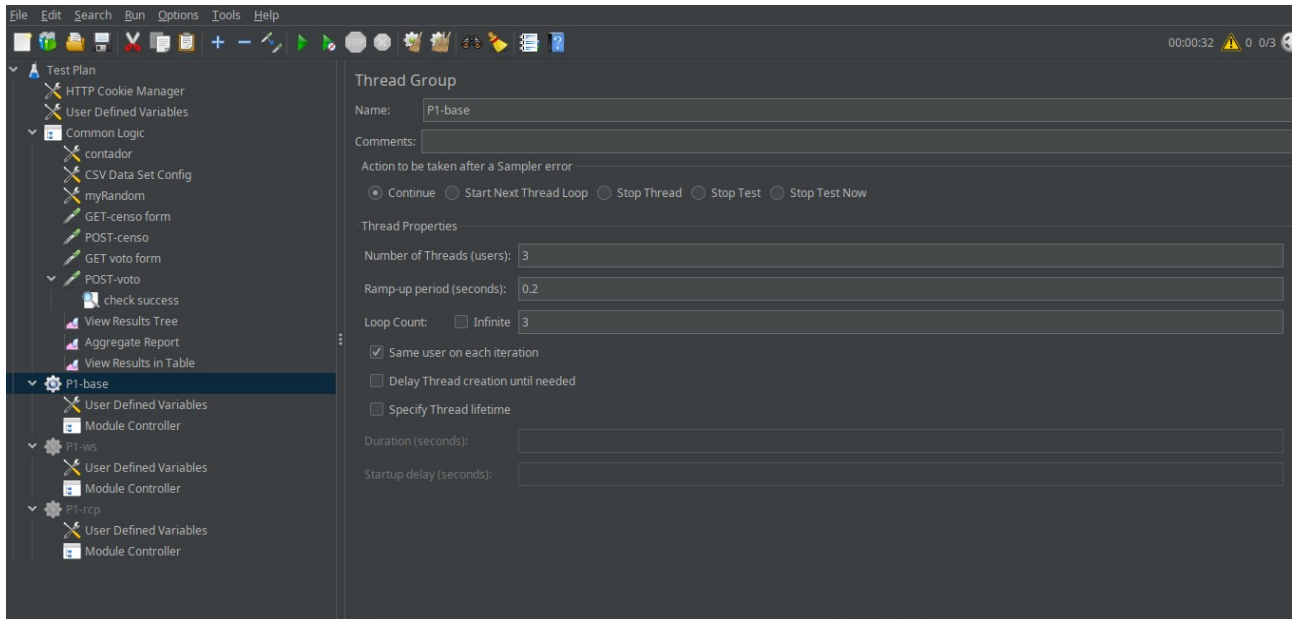 File Edit Search Run Options Tools Help
00:00:32 0 0/3
Test Plan
HTTP Cookie Manager
User Defined Variables
Common Logic
contador
CSV Data Set Config
myRandom
GET-censo form
POST-censo
GET voto form
POST-voto
check success
View Results Tree
Aggregate Report
View Results in Table
P1-base
User Defined Variables
Module Controller
P1-ws
User Defined Variables
Module Controller
P1-rcp
User Defined Variables
Module Controller
Thread Group
Name: P1-base
Comments:
Action to be taken after a Sampler error
Continue Start Next Thread Loop Stop Thread Stop Test Stop Test Now
Thread Properties
Number of Threads (users): 3
Ramp-up period (seconds): 0.2
Loop Count: Infinite 3
Same user on each iteration
Delay Thread creation until needed
Specify Thread lifetime
Duration (seconds):
Startup delay (seconds):